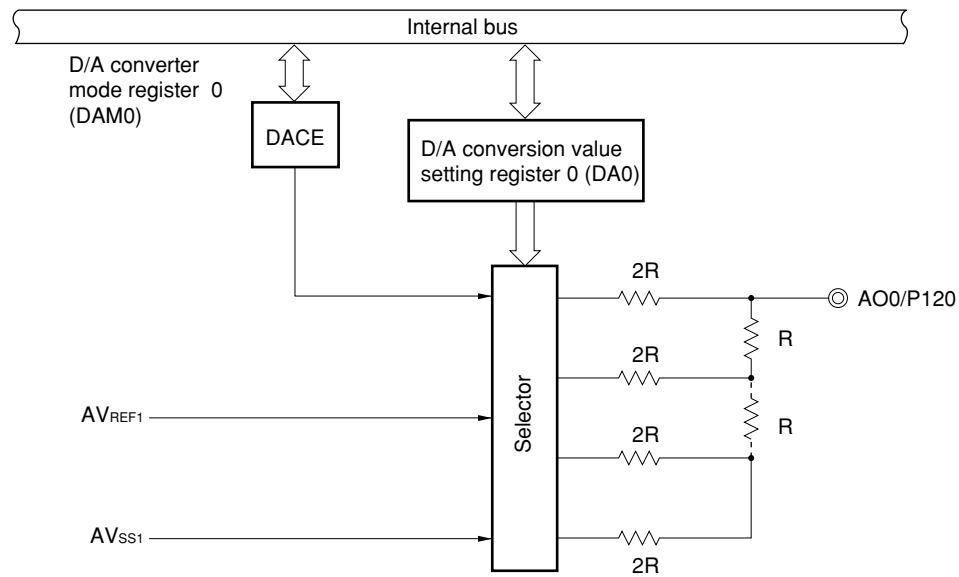 Internal bus
D/A converter
mode register 0
(DAM0)
DACE
D/A conversion value
setting register 0 (DA0)
2R
AO0/P120
R
2R
AVREF1
Selector
R
2R
AVSS1
2R